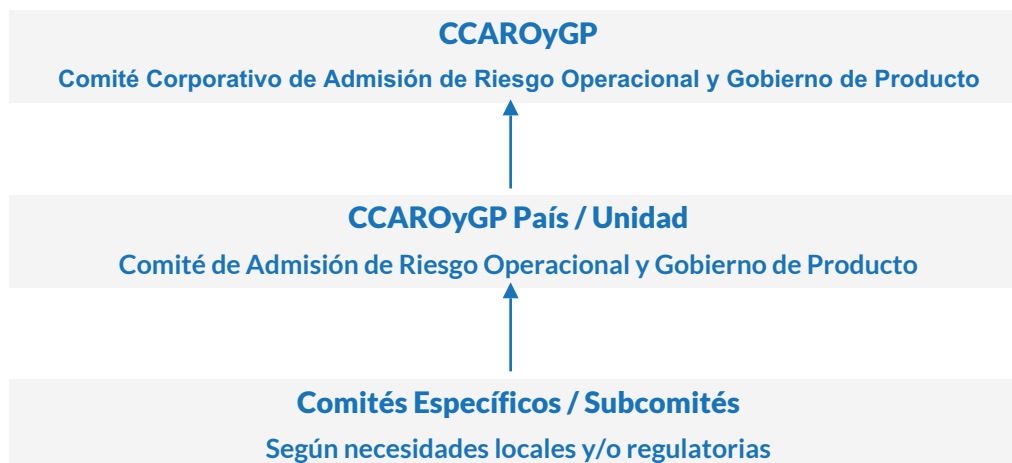 CCAROyGP
Comité Corporativo de Admisión de Riesgo Operacional y Gobierno de Producto
CCAROyGP País / Unidad
Comité de Admisión de Riesgo Operacional y Gobierno de Producto
Comités Específicos / Subcomités
Según necesidades locales y/o regulatorias